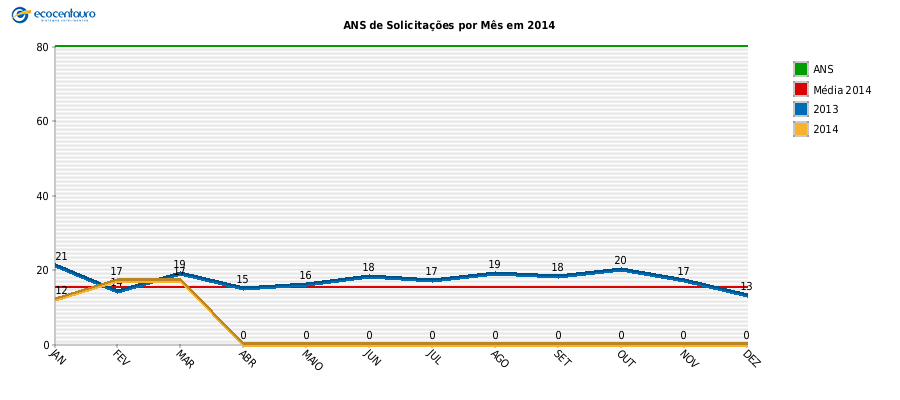 ecocentauro
ANS de Solicitações por Mês em 2014
80
60
40
20
0
21
17
19
15
16
18
17
19
18
20
17
13
12
14
17
0
0
0
0
0
0
0
0
0
JAN
FEV
MAR
ABR
MAIO
JUN
JUL
AGO
SET
OUT
NOV
DEZ
ANS
Média 2014
2013
2014